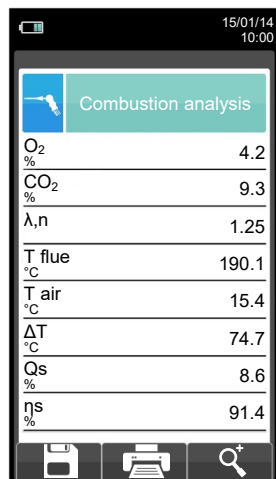 15/01/14
10:00
Combustion analysis
O₂ 4.2
%
CO₂ 9.3
%
λ,n 1.25
T flue 190.1
°C
T air 15.4
°C
ΔT 74.7
°C
Qs 8.6
%
ηs 91.4
%